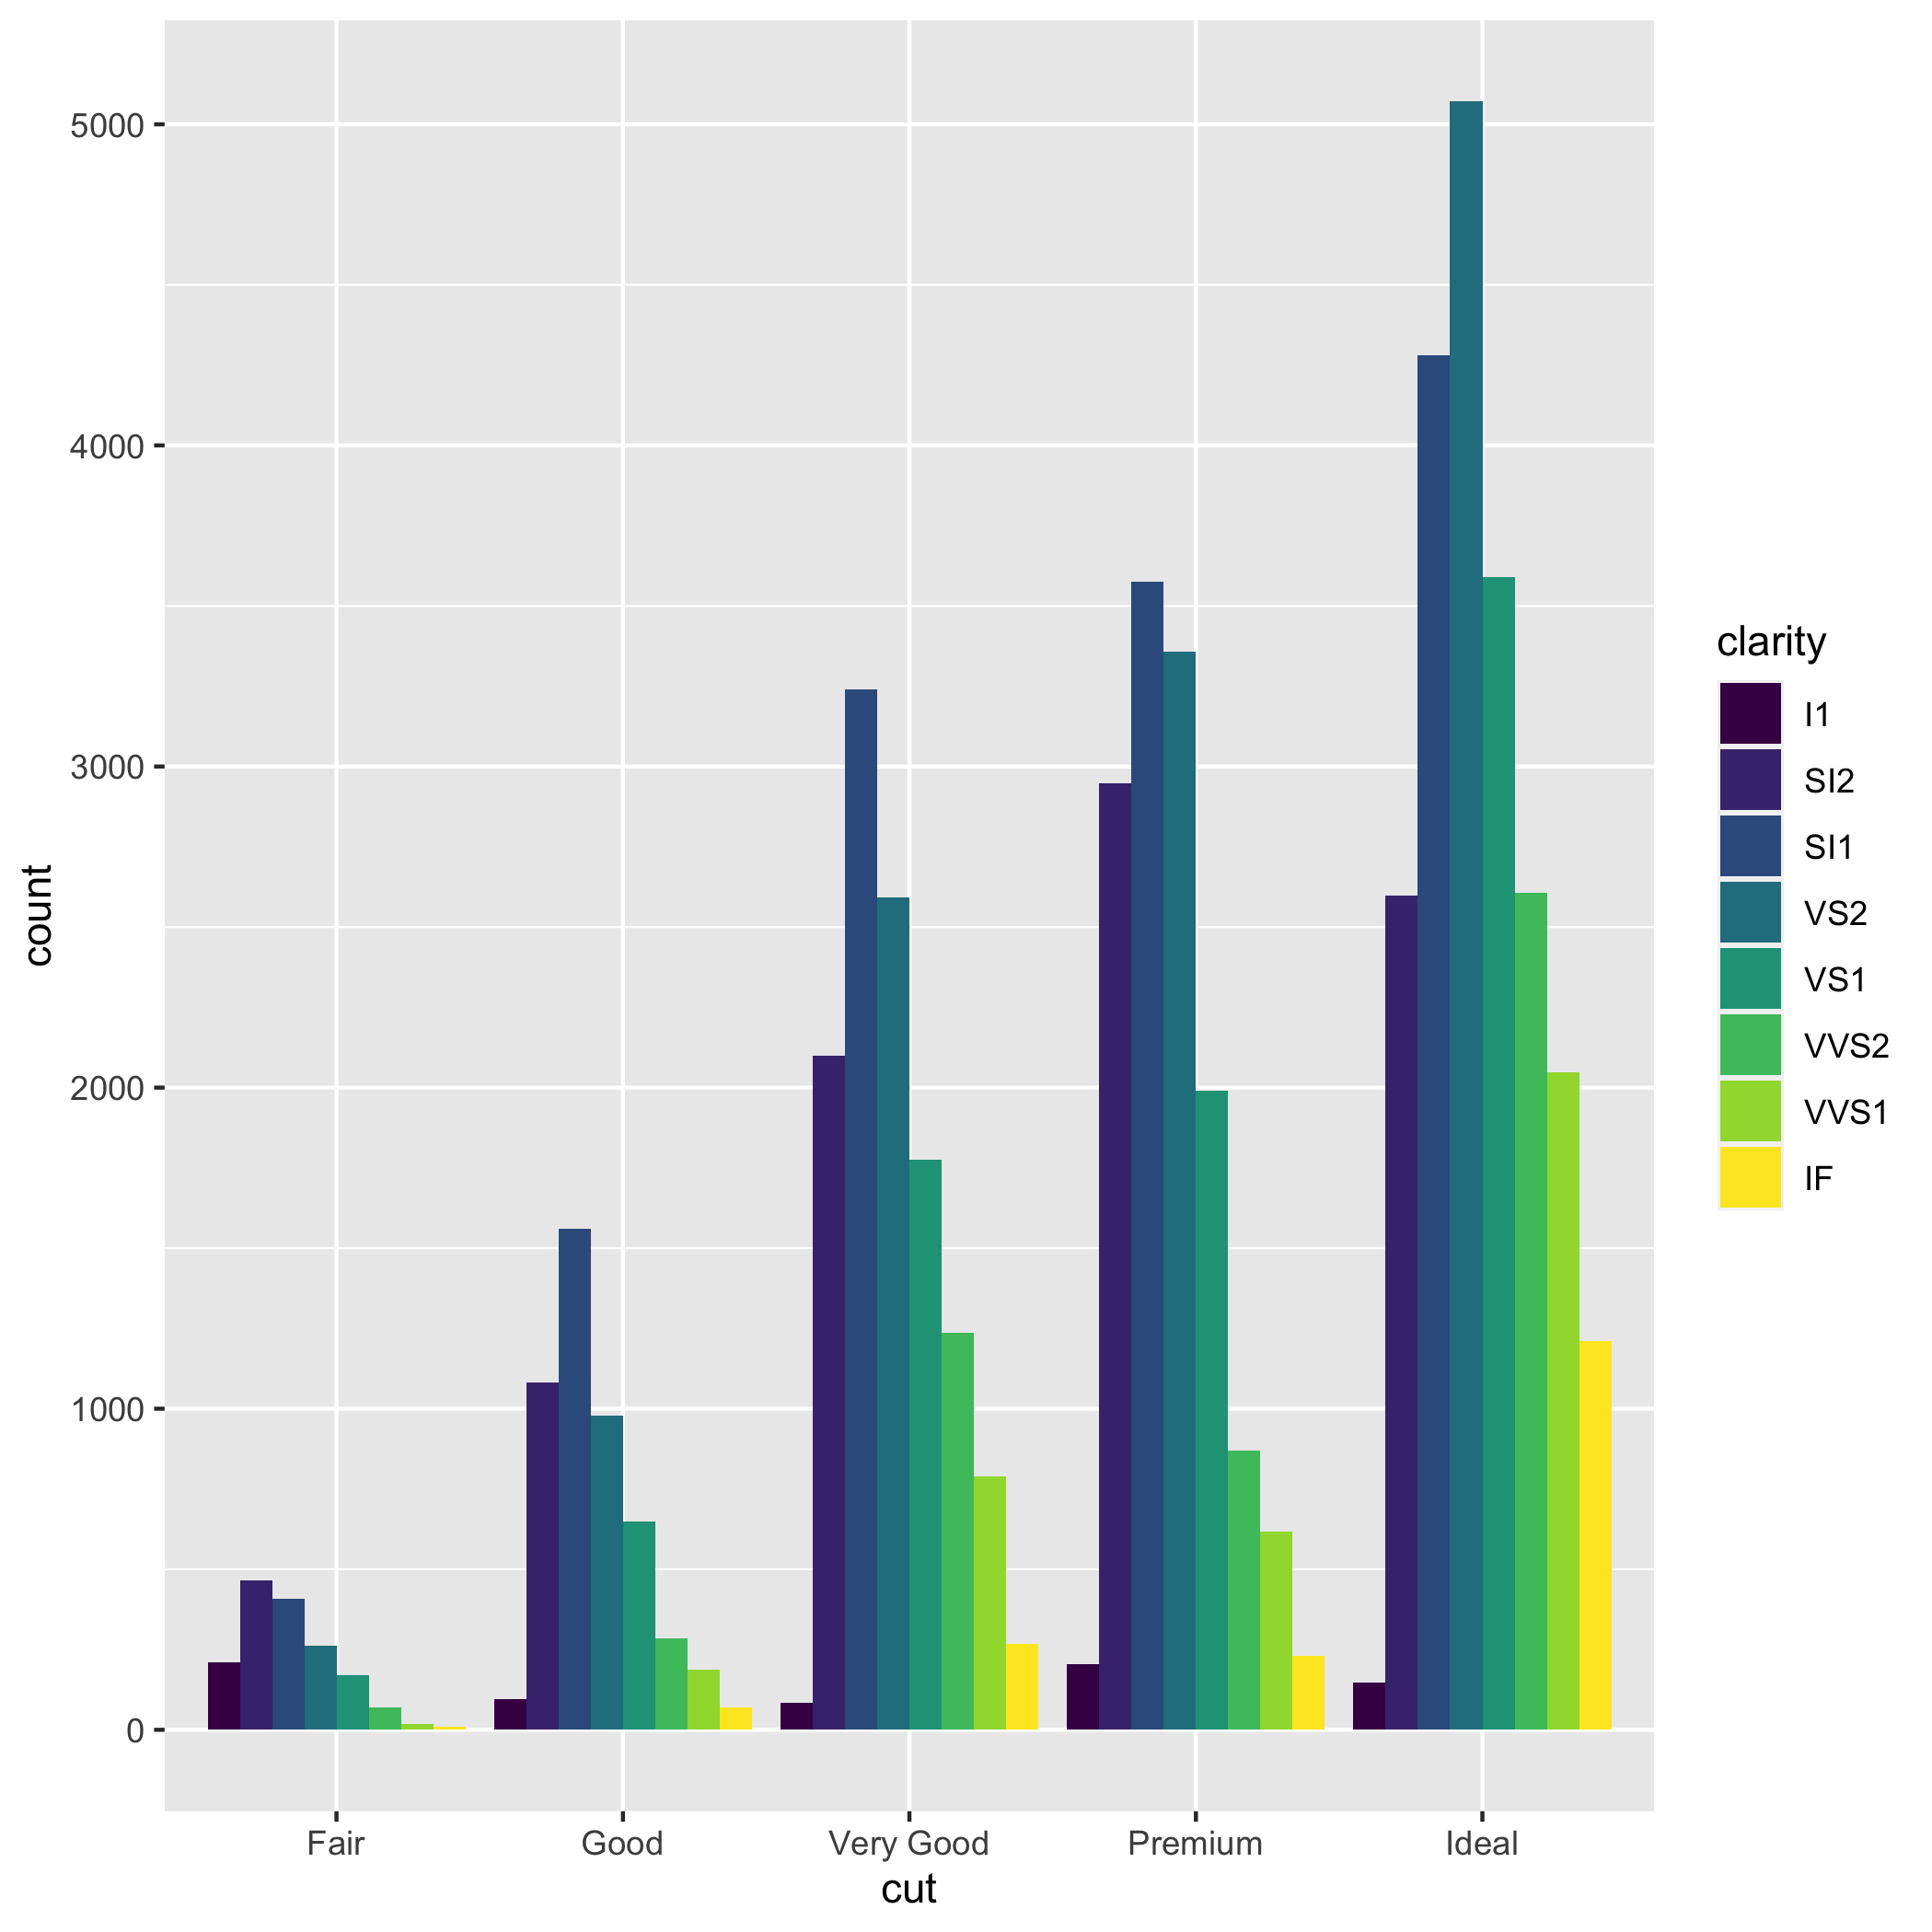 5000
4000
3000
2000
1000
0
count
Fair Good Very Good Premium Ideal
cut
clarity
I1
SI2
SI1
VS2
VS1
VVS2
VVS1
IF